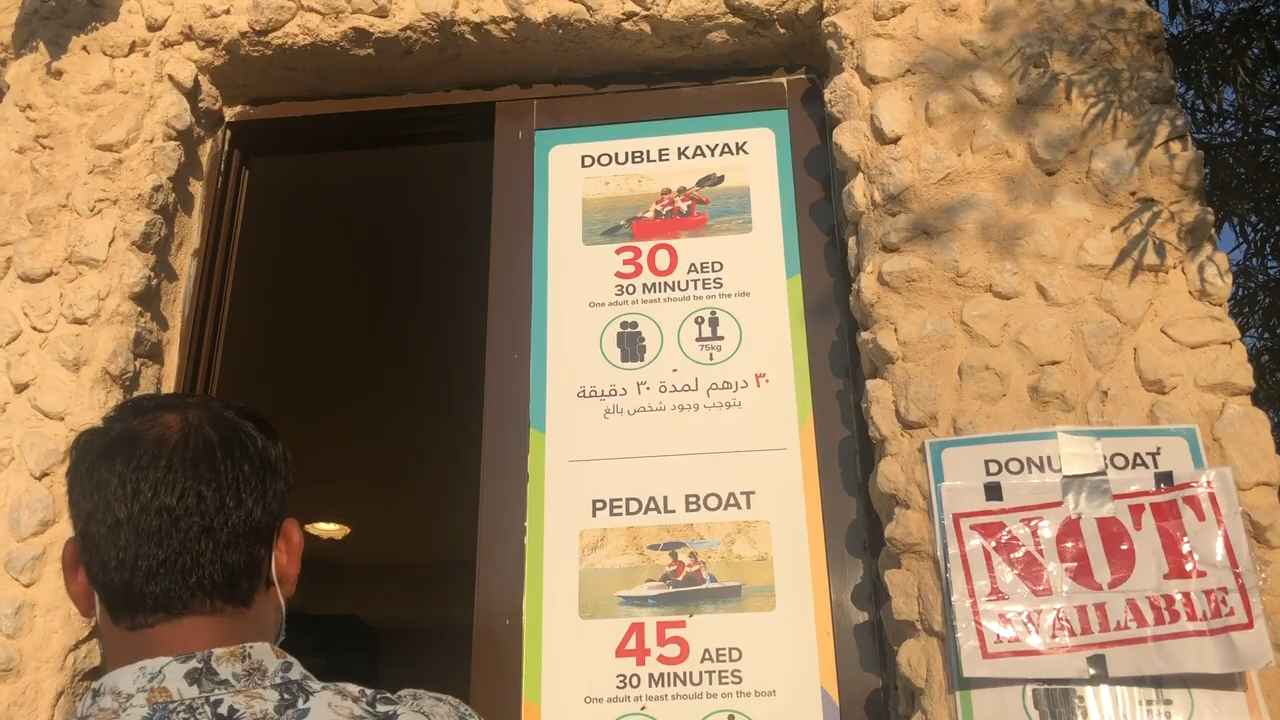 DOUBLE KAYAK
30 AED
30 MINUTES
One adult at least should be on the ride
75kg
٣٠ درهم لمدة ٣٠ دقيقة
يتوجب وجود شخص بالغ
PEDAL BOAT
45 AED
30 MINUTES
One adult at least should be on the boat
DONU BOAT
NOT
AVAILABLE